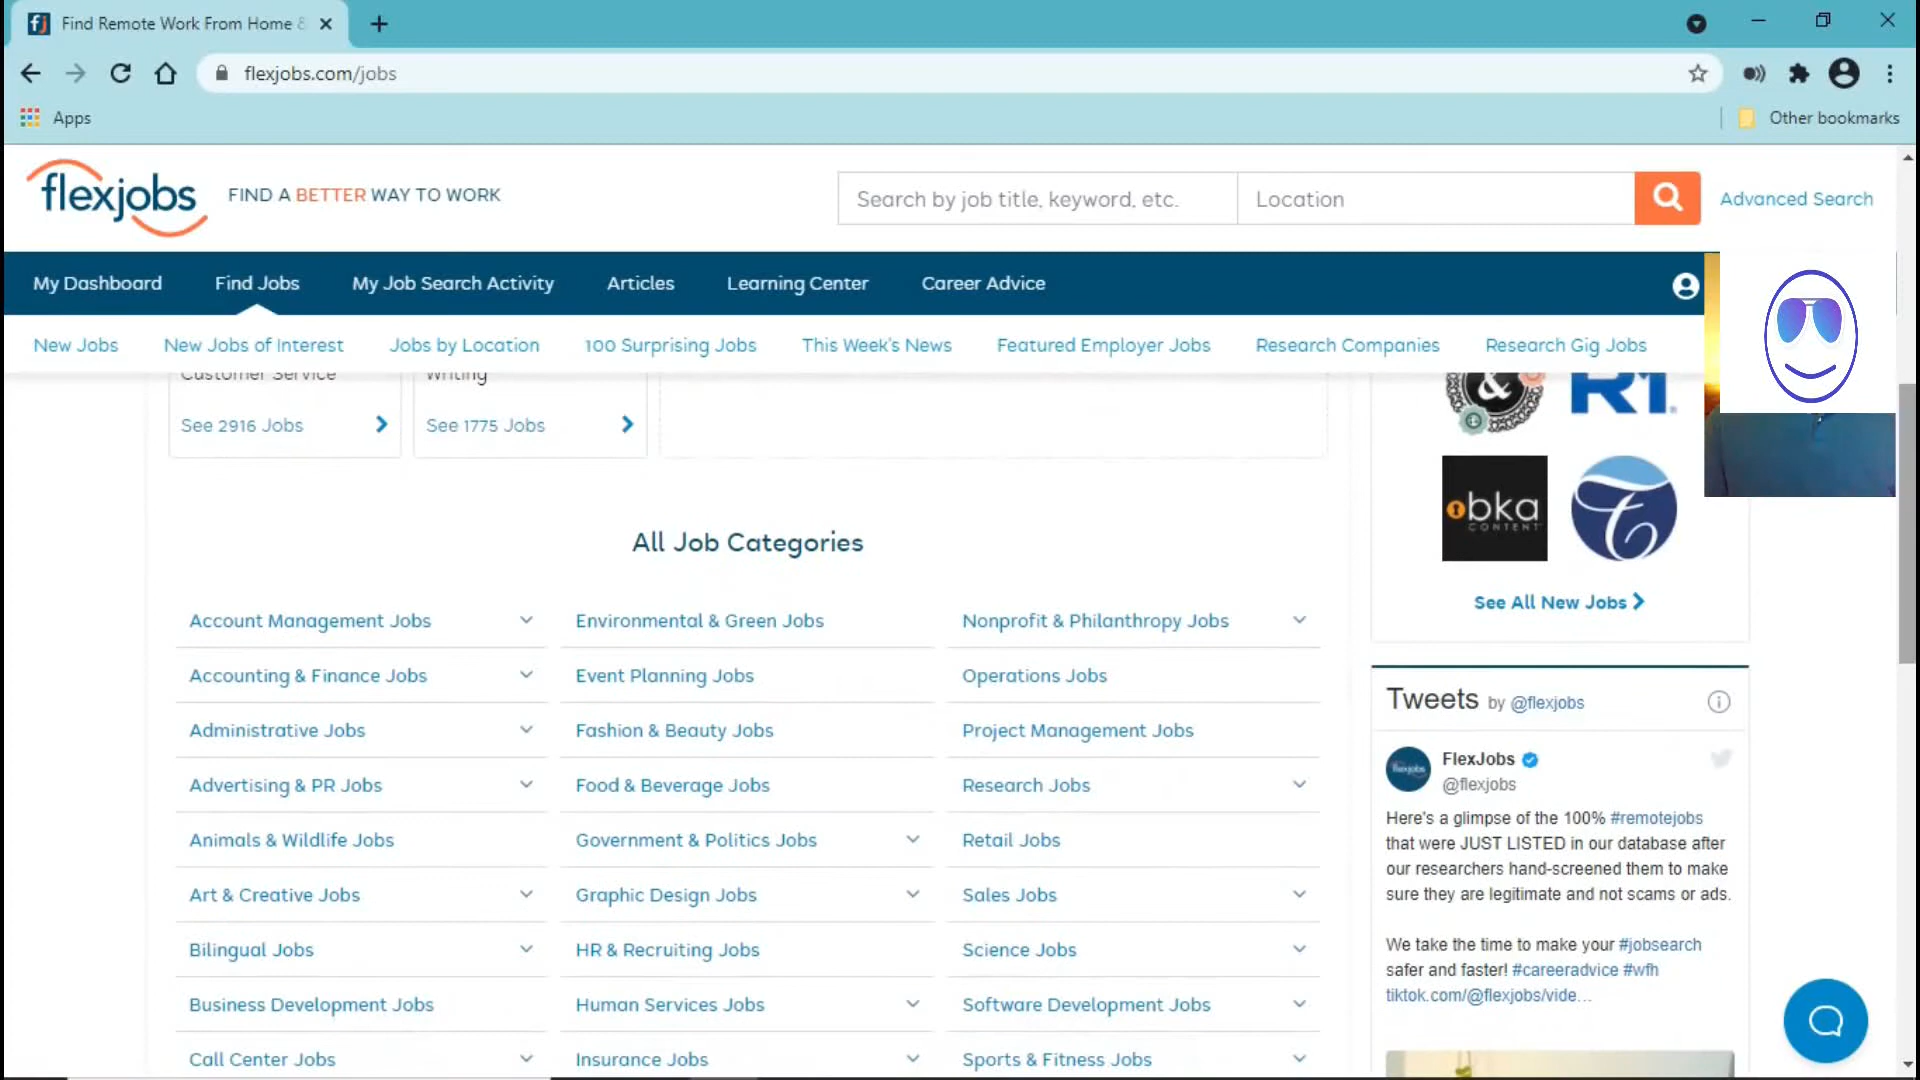 Find Remote Work From Home &
flexjobs.com/jobs
Apps
Other bookmarks
flexjobs
FIND A BETTER WAY TO WORK
Search by job title, keyword, etc.
Location
Advanced Search
My Dashboard
Find Jobs
My Job Search Activity
Articles
Learning Center
Career Advice
New Jobs
New Jobs of Interest
Jobs by Location
100 Surprising Jobs
This Week's News
Featured Employer Jobs
Research Companies
Research Gig Jobs
Customer Service
Writing
See 2916 Jobs
See 1775 Jobs
&
R1
bka
CONTENT
See All New Jobs
All Job Categories
Account Management Jobs
Environmental & Green Jobs
Nonprofit & Philanthropy Jobs
Accounting & Finance Jobs
Event Planning Jobs
Operations Jobs
Administrative Jobs
Fashion & Beauty Jobs
Project Management Jobs
Advertising & PR Jobs
Food & Beverage Jobs
Research Jobs
Animals & Wildlife Jobs
Government & Politics Jobs
Retail Jobs
Art & Creative Jobs
Graphic Design Jobs
Sales Jobs
Bilingual Jobs
HR & Recruiting Jobs
Science Jobs
Business Development Jobs
Human Services Jobs
Software Development Jobs
Call Center Jobs
Insurance Jobs
Sports & Fitness Jobs
Tweets by @flexjobs
flexjobs
FlexJobs
@flexjobs
Here's a glimpse of the 100% #remotejobs
that were JUST LISTED in our database after
our researchers hand-screened them to make
sure they are legitimate and not scams or ads.
We take the time to make your #jobsearch
safer and faster! #careeradvice #wfh
tiktok.com/@flexjobs/vide...